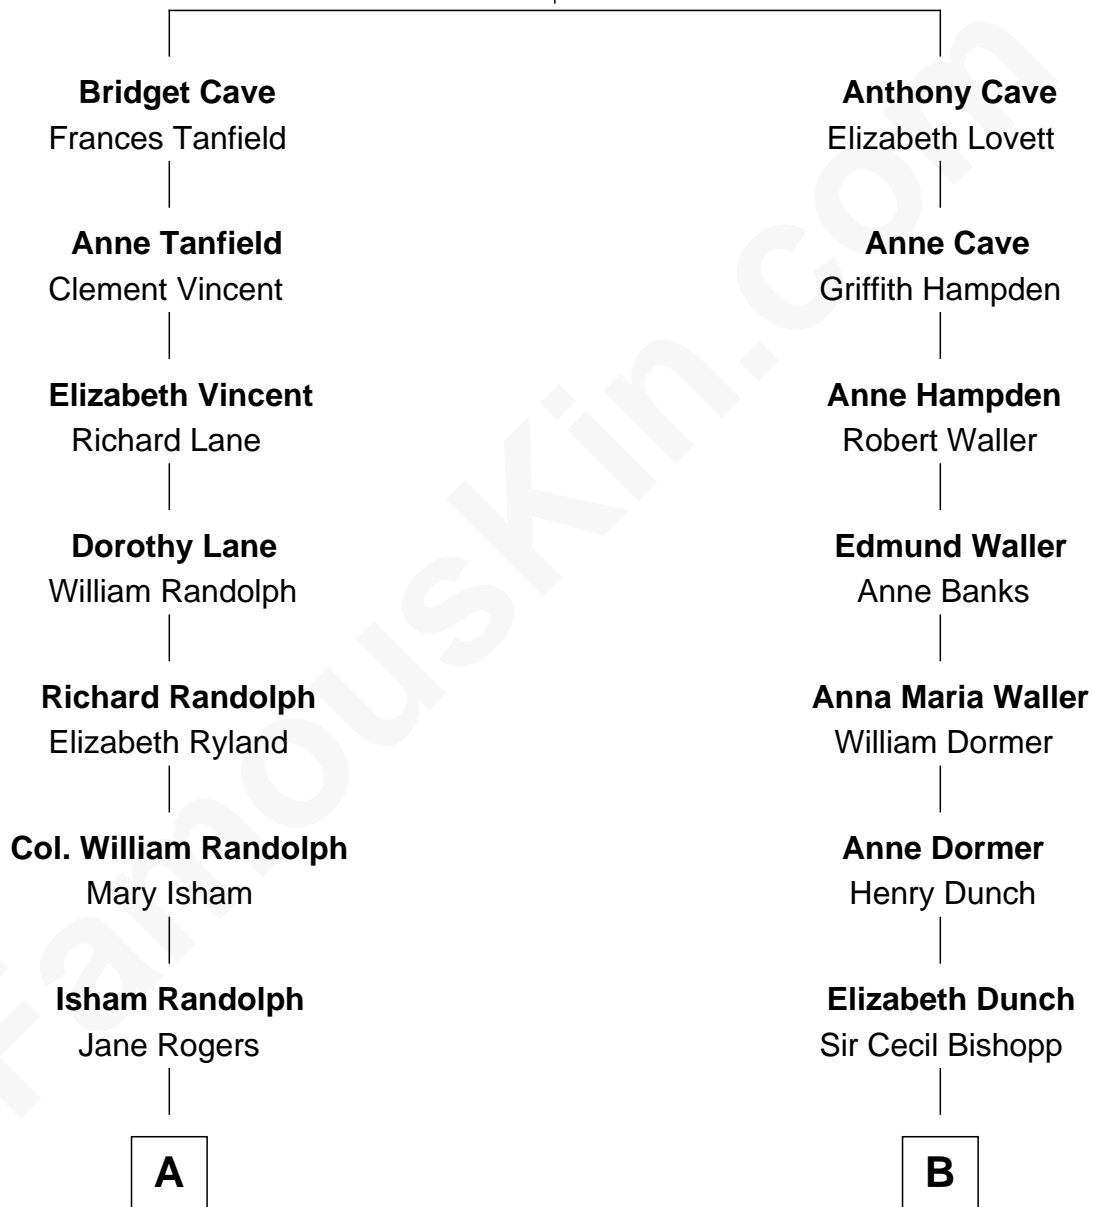 Bridget Cave
Frances Tanfield
Anne Tanfield
Clement Vincent
Elizabeth Vincent
Richard Lane
Dorothy Lane
William Randolph
Richard Randolph
Elizabeth Ryland
Col. William Randolph
Mary Isham
Isham Randolph
Jane Rogers
A
Anthony Cave
Elizabeth Lovett
Anne Cave
Griffith Hampden
Anne Hampden
Robert Waller
Edmund Waller
Anne Banks
Anna Maria Waller
William Dormer
Anne Dormer
Henry Dunch
Elizabeth Dunch
Sir Cecil Bishopp
B
FamousKin.com